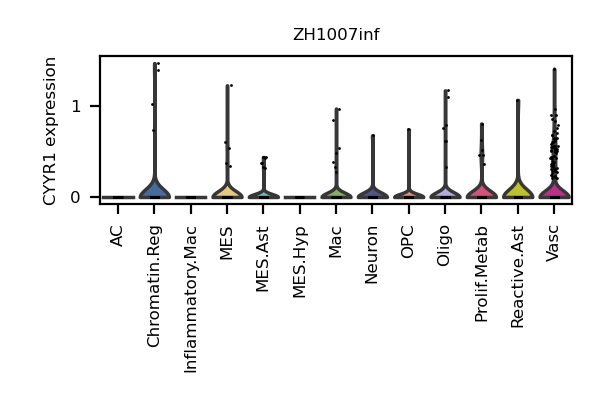 ZH1007inf
CYYR1 expression
1
0
AC
Chromatin.Reg
Inflammatory.Mac
MES
MES.Ast
MES.Hyp
Mac
Neuron
OPC
Oligo
Prolif.Metab
Reactive.Ast
Vasc